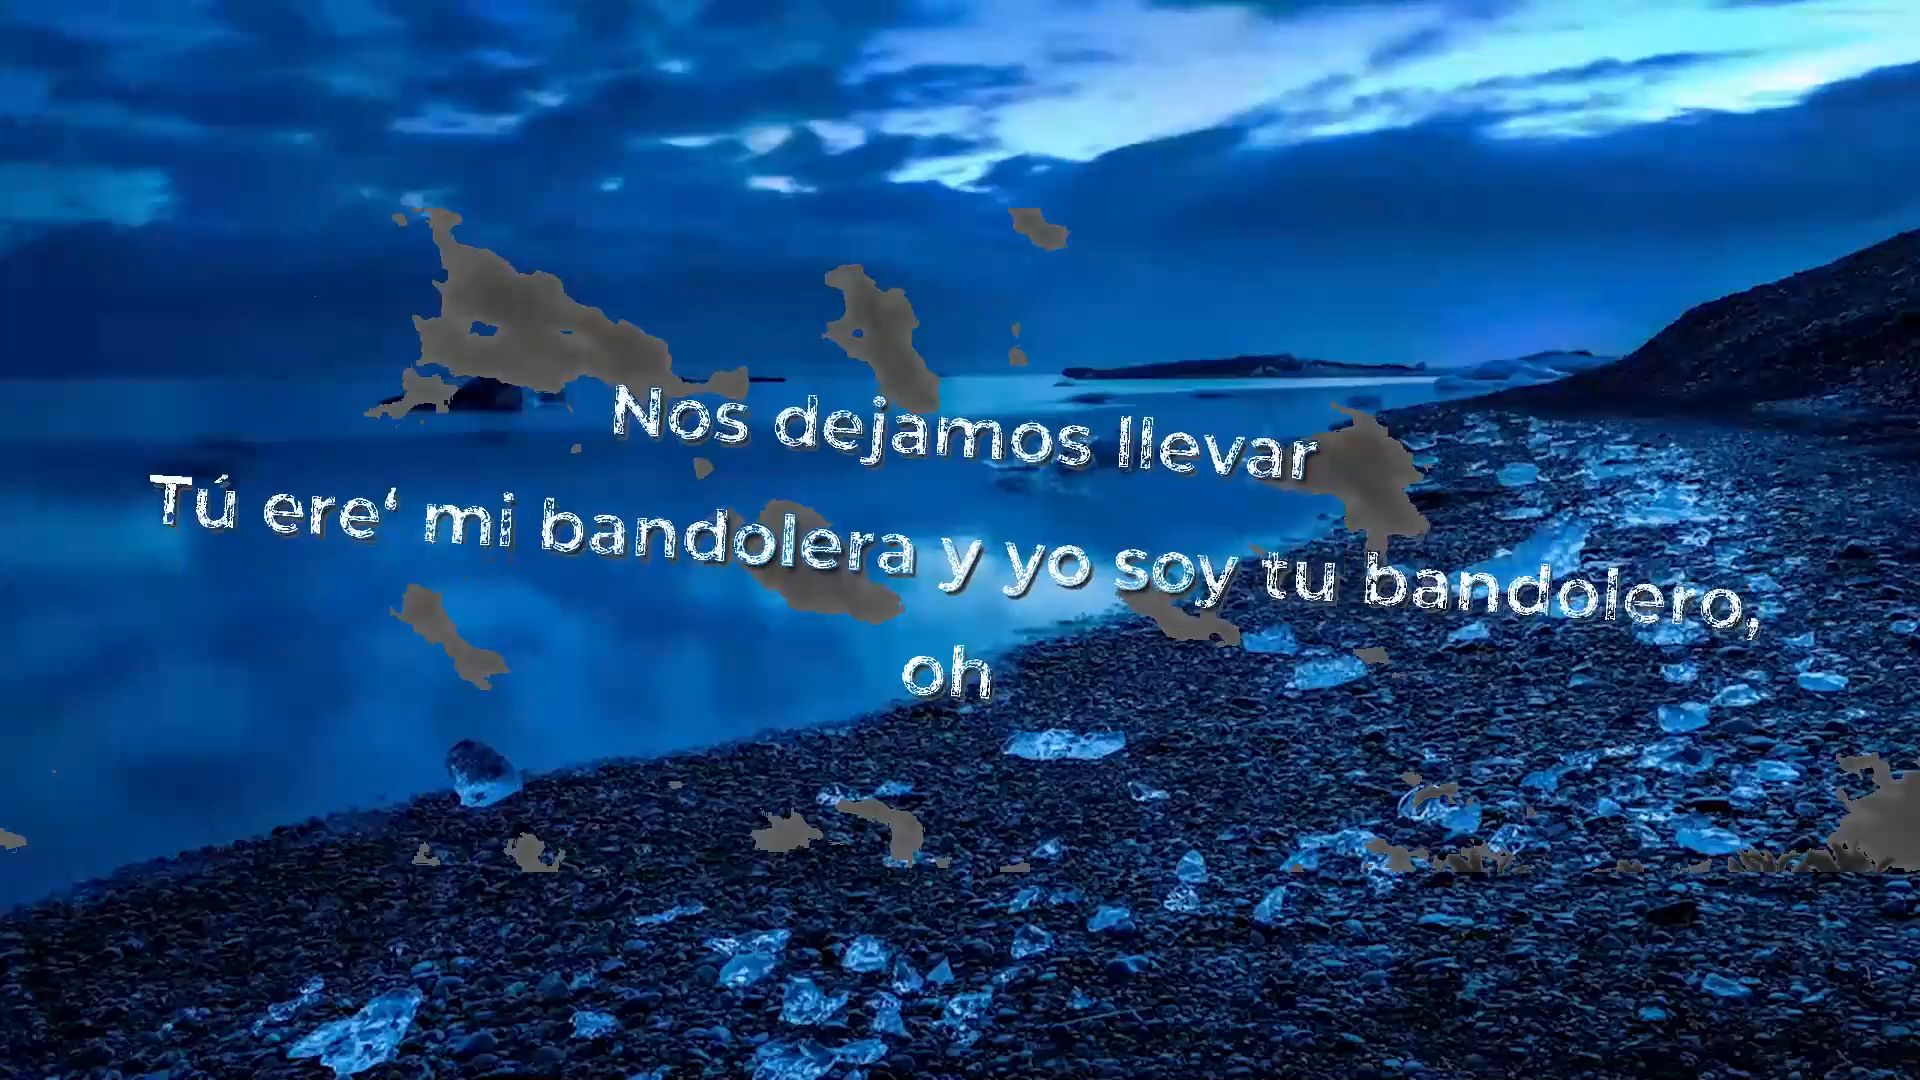 Nos dejamos llevar
Tú ere‘ mi bandolera y yo soy tu bandolero,
oh